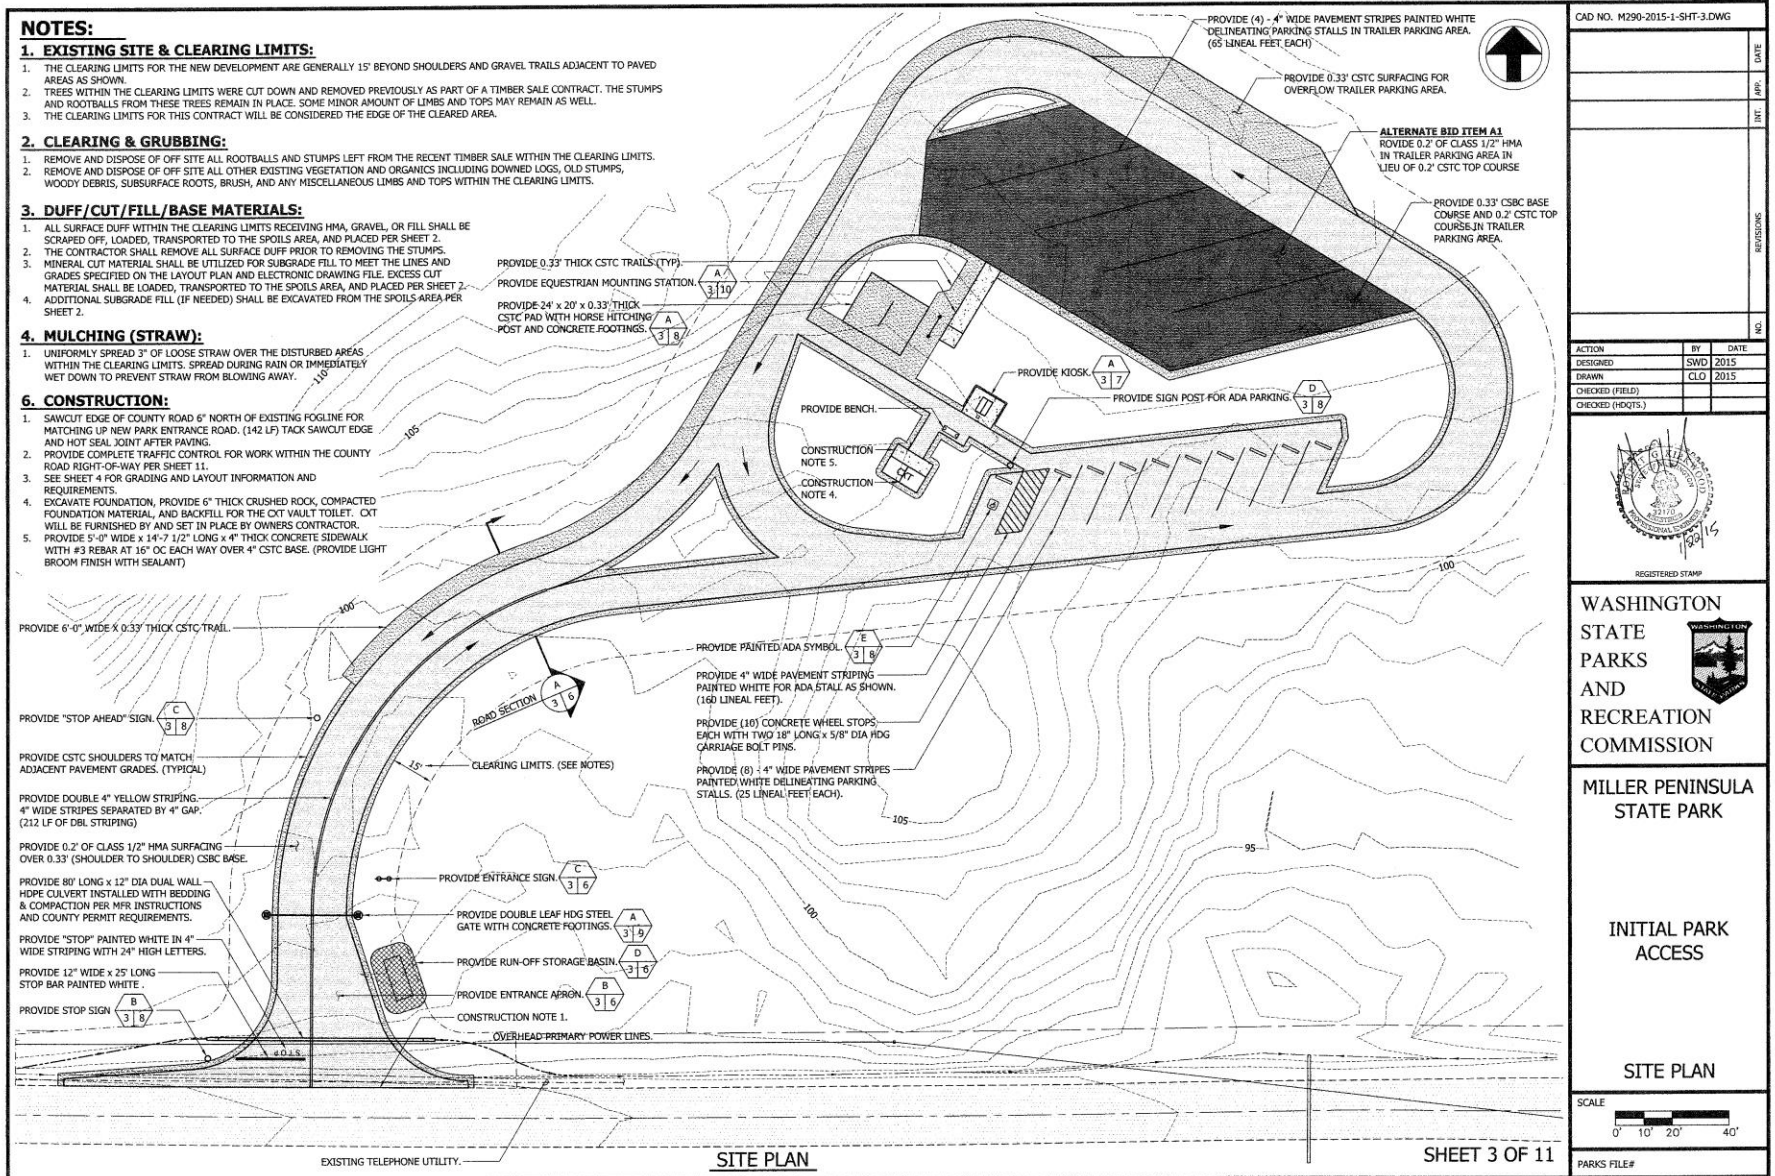 NOTES:
1. EXISTING SITE & CLEARING LIMITS:
1. THE CLEARING LIMITS FOR THE NEW DEVELOPMENT ARE GENERALLY 15' BEYOND SHOULDERS AND GRAVEL TRAILS ADJACENT TO PAVED
AREAS AS SHOWN.
2. TREES WITHIN THE CLEARING LIMITS WERE CUT DOWN AND REMOVED PREVIOUSLY AS PART OF A TIMBER SALE CONTRACT. THE STUMPS
AND ROOTBALLS FROM THESE TREES REMAIN IN PLACE. SOME MINOR AMOUNT OF LIMBS AND TOPS MAY REMAIN AS WELL.
3. THE CLEARING LIMITS FOR THIS CONTRACT WILL BE CONSIDERED THE EDGE OF THE CLEARED AREA.
2. CLEARING & GRUBBING:
1. REMOVE AND DISPOSE OF OFF SITE ALL ROOTBALLS AND STUMPS LEFT FROM THE RECENT TIMBER SALE WITHIN THE CLEARING LIMITS.
2. REMOVE AND DISPOSE OF OFF SITE ALL OTHER EXISTING VEGETATION AND ORGANICS INCLUDING DOWNED LOGS, OLD STUMPS,
WOODY DEBRIS, SUBSURFACE ROOTS, BRUSH, AND ANY MISCELLANEOUS LIMBS AND TOPS WITHIN THE CLEARING LIMITS.
3. DUFF/CUT/FILL/BASE MATERIALS:
1. ALL SURFACE DUFF WITHIN THE CLEARING LIMITS RECEIVING HMA, GRAVEL, OR FILL SHALL BE
SCRAPED OFF, LOADED, TRANSPORTED TO THE SPOILS AREA, AND PLACED PER SHEET 2.
2. THE CONTRACTOR SHALL REMOVE ALL SURFACE DUFF PRIOR TO REMOVING THE STUMPS.
3. MINERAL CUT MATERIAL SHALL BE UTILIZED FOR SUBGRADE FILL TO MEET THE LINES AND
GRADES SPECIFIED ON THE LAYOUT PLAN AND ELECTRONIC DRAWING FILE. EXCESS CUT
MATERIAL SHALL BE LOADED, TRANSPORTED TO THE SPOILS AREA, AND PLACED PER SHEET 2.
4. ADDITIONAL SUBGRADE FILL (IF NEEDED) SHALL BE EXCAVATED FROM THE SPOILS AREA PER
SHEET 2.
4. MULCHING (STRAW):
1. UNIFORMLY SPREAD 3" OF LOOSE STRAW OVER THE DISTURBED AREAS
WITHIN THE CLEARING LIMITS. SPREAD DURING RAIN OR IMMEDIATELY
WET DOWN TO PREVENT STRAW FROM BLOWING AWAY.
6. CONSTRUCTION:
1. SAWCUT EDGE OF COUNTY ROAD 6" NORTH OF EXISTING FOGLINE FOR
MATCHING UP NEW PARK ENTRANCE ROAD. (142 LF) TACK SAWCUT EDGE
AND HOT SEAL JOINT AFTER PAVING.
2. PROVIDE COMPLETE TRAFFIC CONTROL FOR WORK WITHIN THE COUNTY
ROAD RIGHT-OF-WAY PER SHEET 11.
3. SEE SHEET 4 FOR GRADING AND LAYOUT INFORMATION AND
REQUIREMENTS.
4. EXCAVATE FOUNDATION, PROVIDE 6" THICK CRUSHED ROCK, COMPACTED
FOUNDATION MATERIAL, AND BACKFILL FOR THE CXT VAULT TOILET. CXT
WILL BE FURNISHED BY AND SET IN PLACE BY OWNERS CONTRACTOR.
5. PROVIDE 5'-0" WIDE x 14'-7 1/2" LONG x 4" THICK CONCRETE SIDEWALK
WITH #3 REBAR AT 16" OC EACH WAY OVER 4" CSTC BASE. (PROVIDE LIGHT
BROOM FINISH WITH SEALANT)
PROVIDE 6'-0" WIDE X 0.33' THICK CSTC TRAIL.
PROVIDE "STOP AHEAD" SIGN.
C
3 8
PROVIDE CSTC SHOULDERS TO MATCH
ADJACENT PAVEMENT GRADES. (TYPICAL)
PROVIDE DOUBLE 4" YELLOW STRIPING.
4" WIDE STRIPES SEPARATED BY 4" GAP.
(212 LF OF DBL STRIPING)
PROVIDE 0.2' OF CLASS 1/2" HMA SURFACING
OVER 0.33' (SHOULDER TO SHOULDER) CSBC BASE.
PROVIDE 80' LONG x 12" DIA DUAL WALL
HDPE CULVERT INSTALLED WITH BEDDING
& COMPACTION PER MFR INSTRUCTIONS
AND COUNTY PERMIT REQUIREMENTS.
PROVIDE "STOP" PAINTED WHITE IN 4"
WIDE STRIPING WITH 24" HIGH LETTERS.
PROVIDE 12" WIDE x 25' LONG
STOP BAR PAINTED WHITE .
PROVIDE STOP SIGN
B
3 8
STOP
EXISTING TELEPHONE UTILITY.
PROVIDE 0.33' THICK CSTC TRAILS (TYP).
PROVIDE EQUESTRIAN MOUNTING STATION.
A
3 10
PROVIDE 24' x 20' x 0.33' THICK
CSTC PAD WITH HORSE HITCHING
POST AND CONCRETE FOOTINGS.
A
3 8
110
105
100
PROVIDE BENCH.
CONSTRUCTION
NOTE 5.
CONSTRUCTION
NOTE 4.
CXT
PROVIDE KIOSK.
A
3 7
PROVIDE SIGN POST FOR ADA PARKING.
D
3 8
PROVIDE (4) - 4" WIDE PAVEMENT STRIPES PAINTED WHITE
DELINEATING PARKING STALLS IN TRAILER PARKING AREA.
(65 LINEAL FEET EACH)
PROVIDE 0.33' CSTC SURFACING FOR
OVERFLOW TRAILER PARKING AREA.
ALTERNATE BID ITEM A1
ROVIDE 0.2' OF CLASS 1/2" HMA
IN TRAILER PARKING AREA IN
LIEU OF 0.2' CSTC TOP COURSE
PROVIDE 0.33' CSBC BASE
COURSE AND 0.2' CSTC TOP
COURSE IN TRAILER
PARKING AREA.
100
ROAD SECTION
A
3 6
15'
CLEARING LIMITS. (SEE NOTES)
PROVIDE PAINTED ADA SYMBOL.
E
3 8
PROVIDE 4" WIDE PAVEMENT STRIPING
PAINTED WHITE FOR ADA STALL AS SHOWN.
(160 LINEAL FEET).
PROVIDE (10) CONCRETE WHEEL STOPS
EACH WITH TWO 18" LONG x 5/8" DIA HDG
CARRIAGE BOLT PINS.
PROVIDE (8) - 4" WIDE PAVEMENT STRIPES
PAINTED WHITE DELINEATING PARKING
STALLS. (25 LINEAL FEET EACH).
105
95
100
PROVIDE ENTRANCE SIGN.
C
3 6
PROVIDE DOUBLE LEAF HDG STEEL
GATE WITH CONCRETE FOOTINGS.
A
3 9
PROVIDE RUN-OFF STORAGE BASIN.
D
3 6
PROVIDE ENTRANCE APRON.
B
3 6
CONSTRUCTION NOTE 1.
OVERHEAD PRIMARY POWER LINES.
SITE PLAN
SHEET 3 OF 11
CAD NO. M290-2015-1-SHT-3.DWG
DATE
APP.
INT.
REVISIONS
NO.
ACTION BY DATE
DESIGNED SWD 2015
DRAWN CLO 2015
CHECKED (FIELD)
CHECKED (HDQTS.)
32170
REGISTERED
PROFESSIONAL ENGINEER
1/22/15
REGISTERED STAMP
WASHINGTON
STATE
PARKS
AND
RECREATION
COMMISSION
WASHINGTON
STATE PARKS
MILLER PENINSULA
STATE PARK
INITIAL PARK
ACCESS
SITE PLAN
SCALE
0' 10' 20' 40'
PARKS FILE#